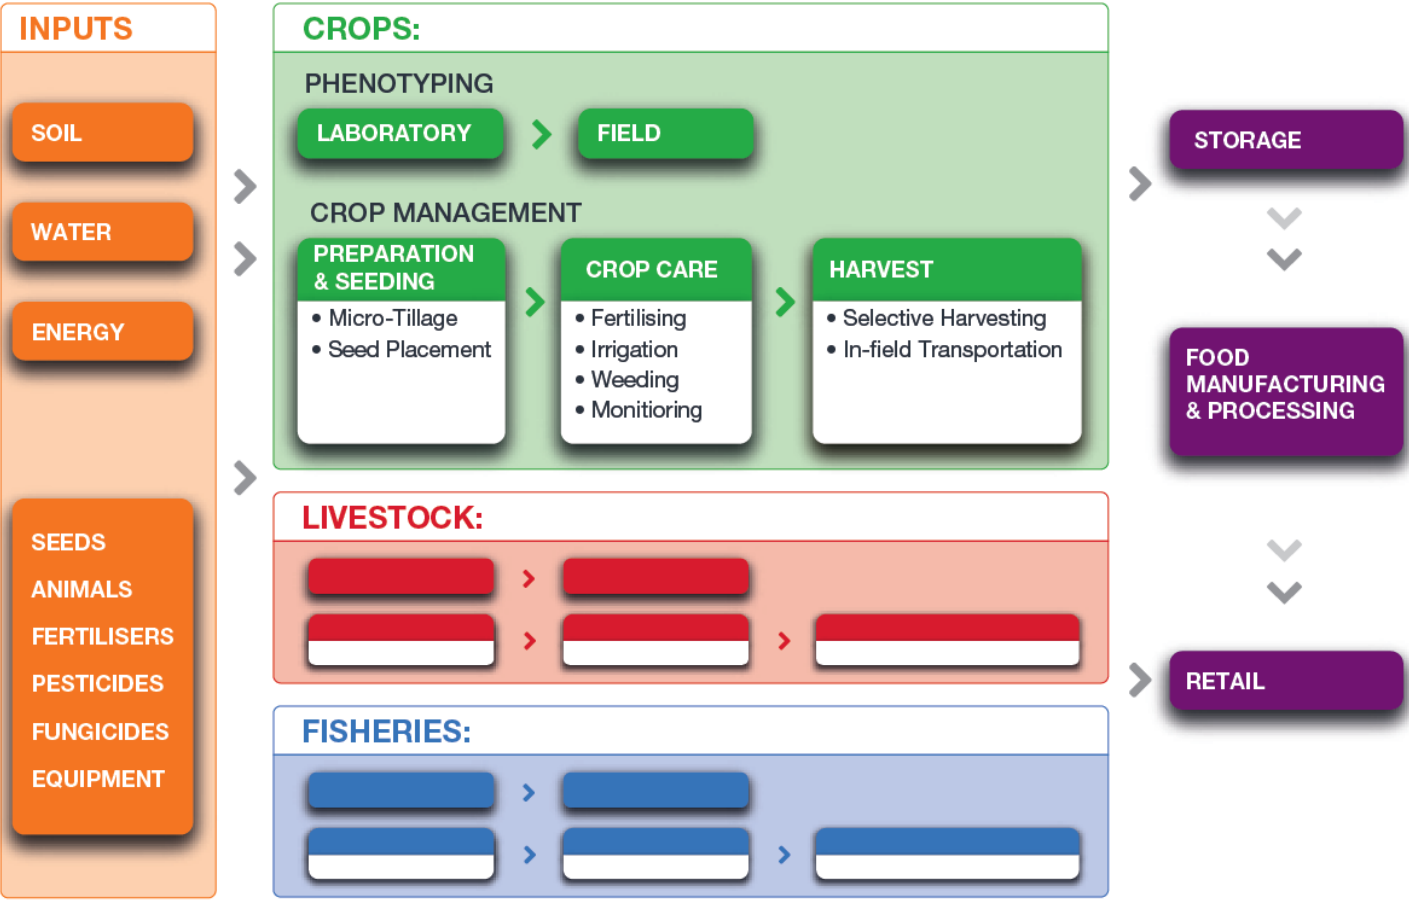 INPUTS
SOIL
WATER
ENERGY
SEEDS
ANIMALS
FERTILISERS
PESTICIDES
FUNGICIDES
EQUIPMENT
CROPS:
PHENOTYPING
LABORATORY
FIELD
CROP MANAGEMENT
PREPARATION
& SEEDING
• Micro-Tillage
• Seed Placement
CROP CARE
• Fertilising
• Irrigation
• Weeding
• Monitioring
HARVEST
• Selective Harvesting
• In-field Transportation
LIVESTOCK:
FISHERIES:
STORAGE
FOOD
MANUFACTURING
& PROCESSING
RETAIL